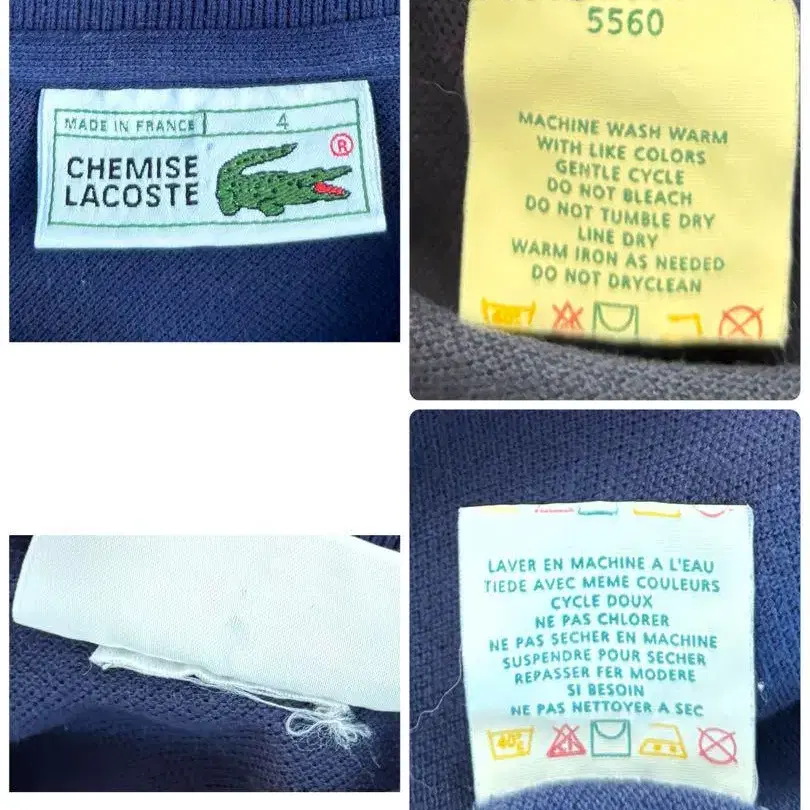 MADE IN FRANCE 4
CHEMISE
LACOSTE
®
5560
MACHINE WASH WARM
WITH LIKE COLORS
GENTLE CYCLE
DO NOT BLEACH
DO NOT TUMBLE DRY
LINE DRY
WARM IRON AS NEEDED
DO NOT DRYCLEAN
LAVER EN MACHINE A L'EAU
TIEDE AVEC MEME COULEURS
CYCLE DOUX
NE PAS CHLORER
NE PAS SECHER EN MACHINE
SUSPENDRE POUR SECHER
REPASSER FER MODERE
SI BESOIN
NE PAS NETTOYER A SEC
40°c